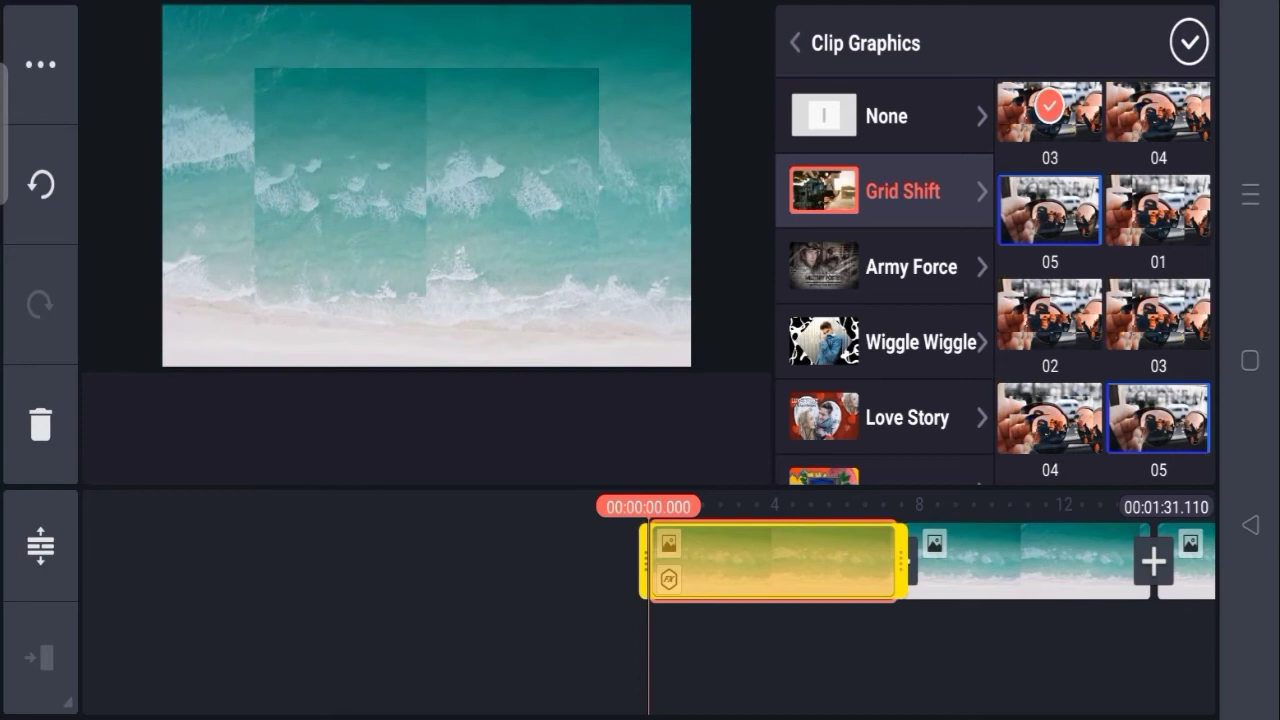 Clip Graphics
None
Grid Shift
Army Force
Wiggle Wiggle
Love Story
03
04
05
01
02
03
04
05
00:00:00.000
4
8
12
00:01:31.110